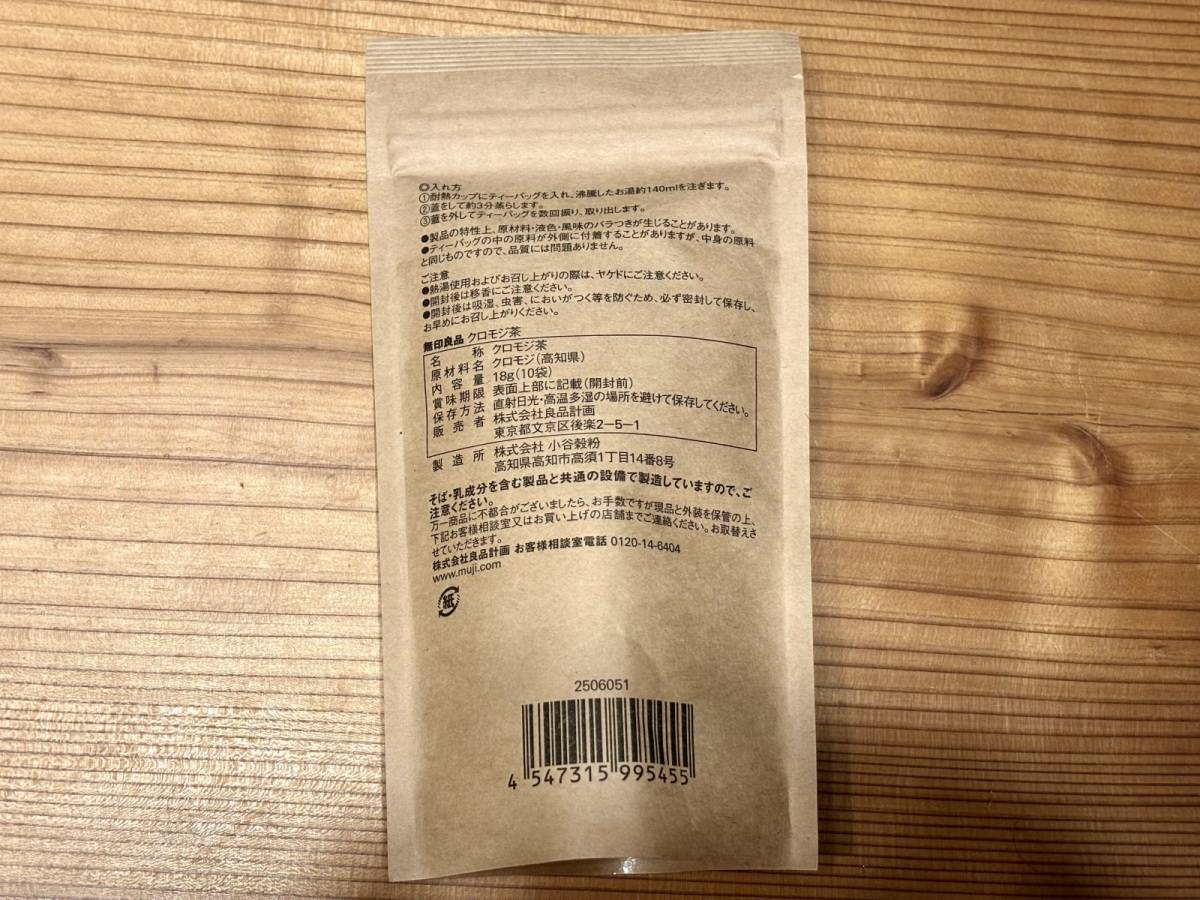 ◎入れ方
①耐熱カップにティーバッグを入れ、沸騰したお湯約140mlを注ぎます。
②蓋をして約3分蒸らします。
③蓋を外してティーバッグを数回振り、取り出します。
●製品の特性上、原材料・液色・風味のバラつきが生じることがあります。
●ティーバッグの中の原料が外側に付着することがありますが、中身の原料
と同じものですので、品質には問題ありません。
ご注意
●熱湯使用およびお召し上がりの際は、ヤケドにご注意ください。
●開封後は移香にご注意ください。
●開封後は吸湿、虫害、においがつく等を防ぐため、必ず密封して保存し、
お早めにお召し上がりください。
無印良品 クロモジ茶
名称 クロモジ茶
原材料名 クロモジ(高知県)
内容量 18g(10袋)
賞味期限 表面上部に記載(開封前)
保存方法 直射日光・高温多湿の場所を避けて保存してください。
販売者 株式会社良品計画
東京都文京区後楽2-5-1
製造所 株式会社 小谷穀粉
高知県高知市高須1丁目14番8号
そば・乳成分を含む製品と共通の設備で製造していますので、ご
注意ください。
万一商品に不都合がございましたら、お手数ですが現品と外装を保管の上、
下記お客様相談室又はお買い上げの店舗までご連絡ください。お取替えさ
せていただきます。
株式会社良品計画 お客様相談室電話 0120-14-6404
www.muji.com
紙
2506051
4 547315 995455